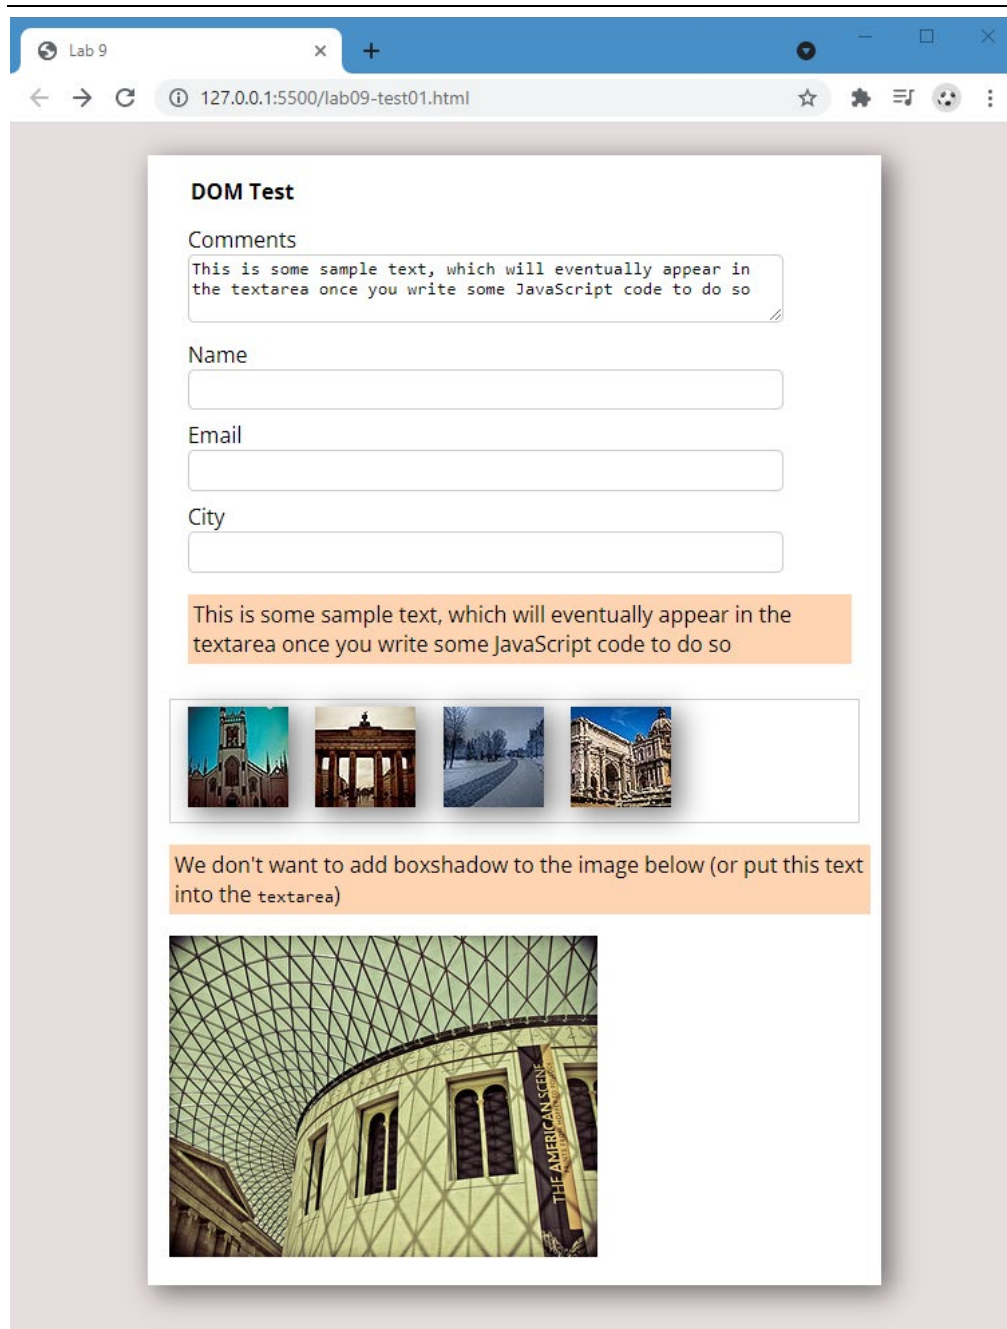 Lab 9
127.0.0.1:5500/lab09-test01.html
DOM Test
Comments
This is some sample text, which will eventually appear in
the textarea once you write some JavaScript code to do so
Name
Email
City
This is some sample text, which will eventually appear in the
textarea once you write some JavaScript code to do so
We don't want to add boxshadow to the image below (or put this text
into the textarea)
THE AMERICAN SCENE